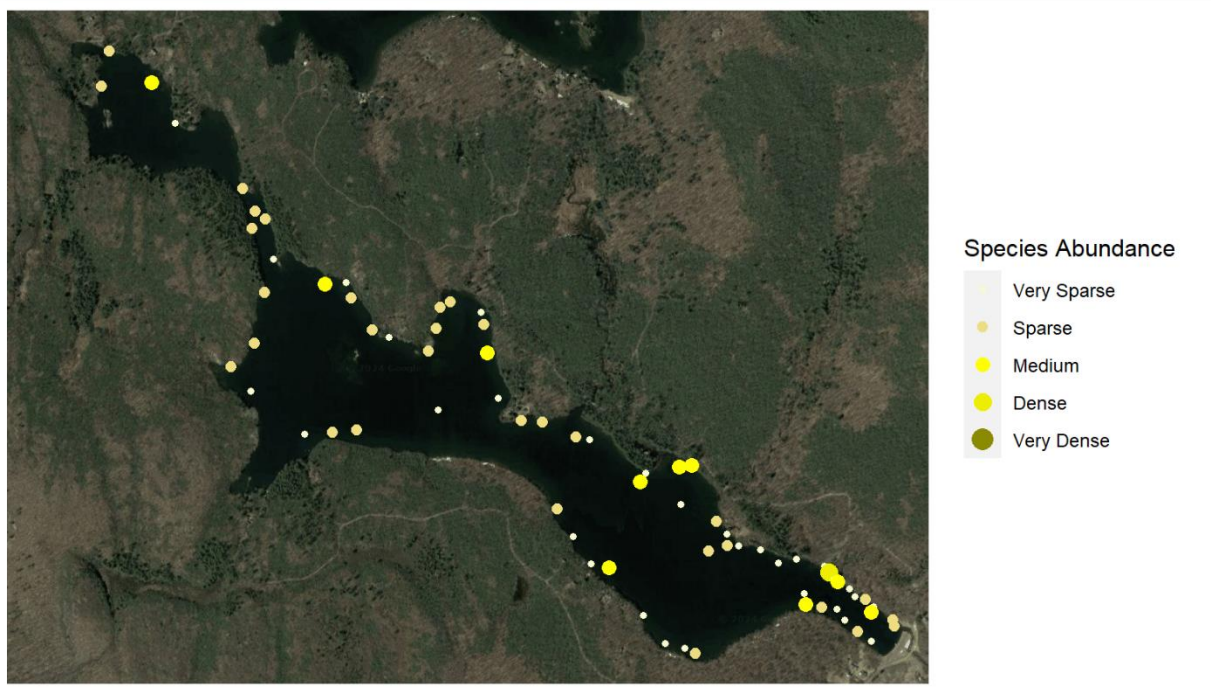 Species Abundance
Very Sparse
Sparse
Medium
Dense
Very Dense